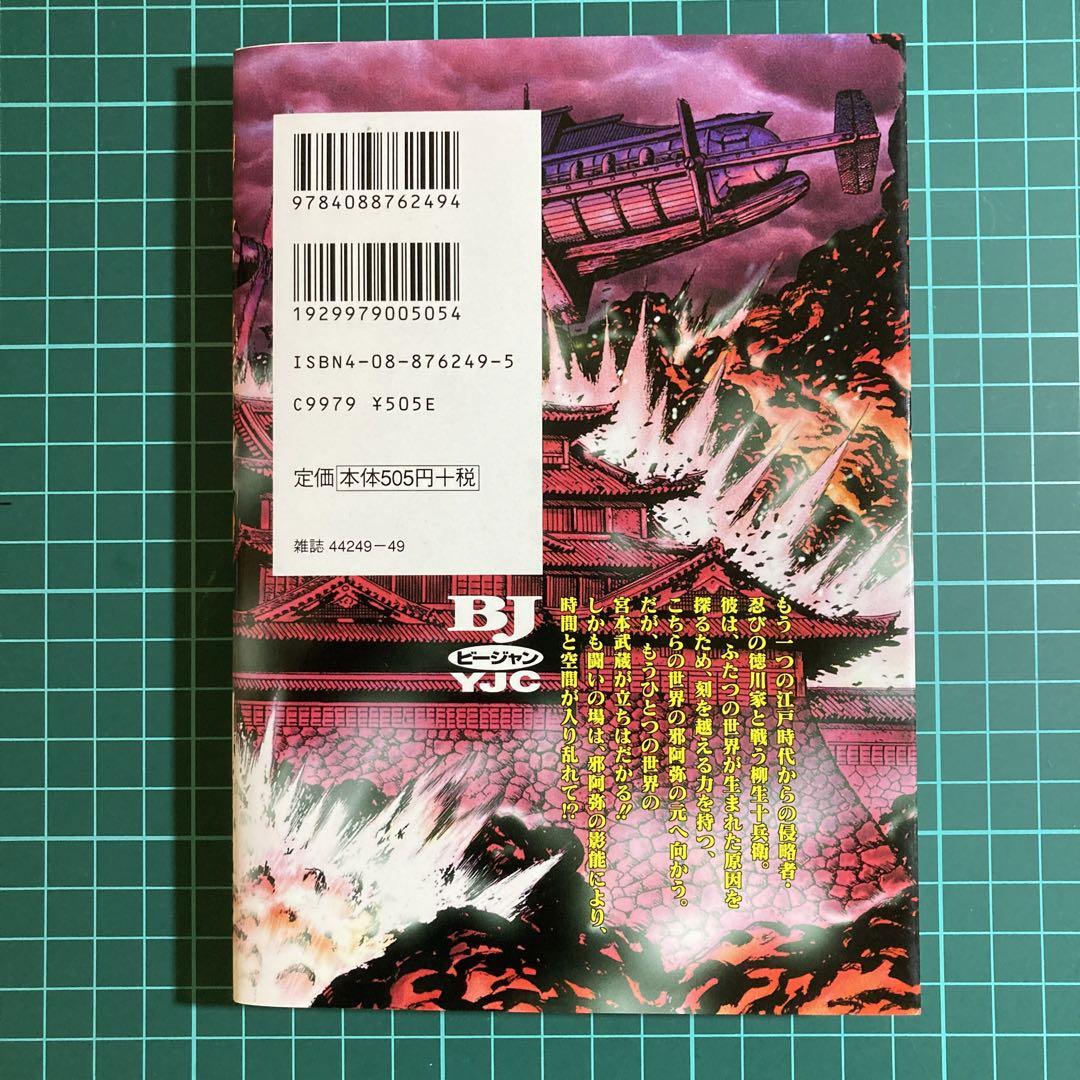 9784088762494
1929979005054
ISBN4-08-876249-5
C9979 ¥505E
定価 本体505円+税
雑誌 44249-49
BJ
ビージャン
YJC
もう一つの江戸時代からの侵略者・
忍びの徳川家と戦う柳生十兵衛。
彼は、ふたつの世界が生まれた原因を
探るため、刻を越える力を持つ、
こちらの世界の邪阿弥の元へ向かう。
だが、もうひとつの世界の
宮本武蔵が立ちはだかる!!
しかも闘いの場は、邪阿弥の影能により、
時間と空間が入り乱れて!?